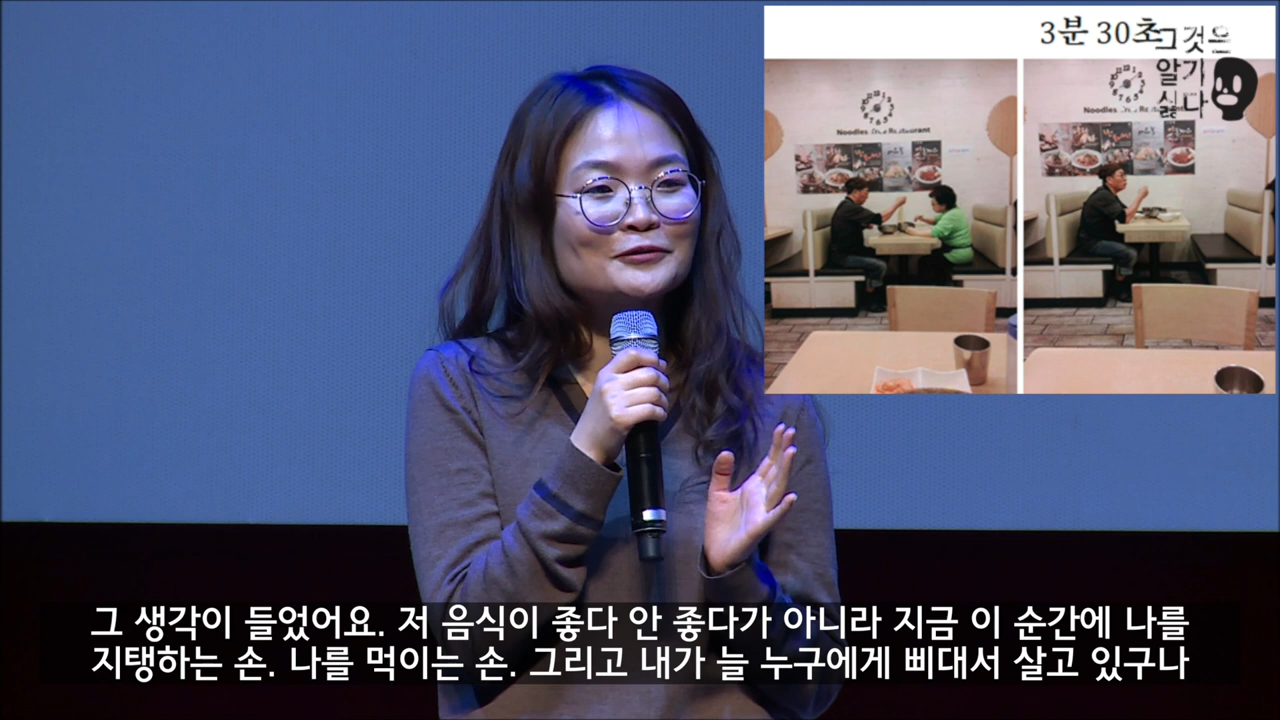 3분 30초
그것은
알기
싫다
Noodles
Noodles
그 생각이 들었어요. 저 음식이 좋다 안 좋다가 아니라 지금 이 순간에 나를
지탱하는 손. 나를 먹이는 손. 그리고 내가 늘 누구에게 삐대서 살고 있구나